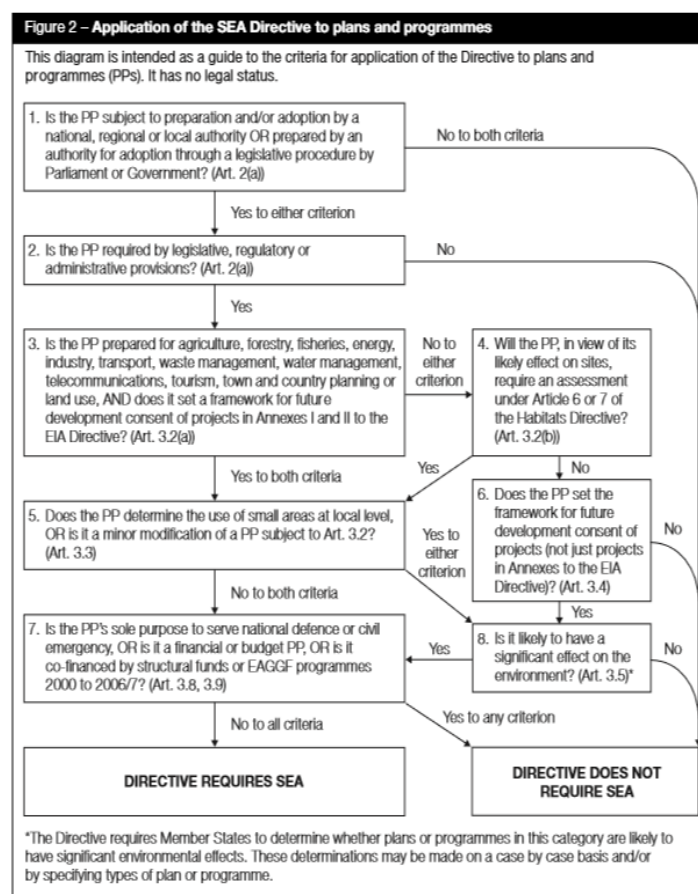 Figure 2 – Application of the SEA Directive to plans and programmes
This diagram is intended as a guide to the criteria for application of the Directive to plans and
programmes (PPs). It has no legal status.
1. Is the PP subject to preparation and/or adoption by a
national, regional or local authority OR prepared by an
authority for adoption through a legislative procedure by
Parliament or Government? (Art. 2(a))
No to both criteria
Yes to either criterion
2. Is the PP required by legislative, regulatory or
administrative provisions? (Art. 2(a))
No
Yes
3. Is the PP prepared for agriculture, forestry, fisheries, energy,
industry, transport, waste management, water management,
telecommunications, tourism, town and country planning or
land use, AND does it set a framework for future
development consent of projects in Annexes I and II to the
EIA Directive? (Art. 3.2(a))
No to
either
criterion
4. Will the PP, in view of its
likely effect on sites,
require an assessment
under Article 6 or 7 of
the Habitats Directive?
(Art. 3.2(b))
Yes to both criteria
Yes
No
5. Does the PP determine the use of small areas at local level,
OR is it a minor modification of a PP subject to Art. 3.2?
(Art. 3.3)
Yes to
either
criterion
6. Does the PP set the
framework for future
development consent of
projects (not just projects
in Annexes to the EIA
Directive)? (Art. 3.4)
No
No to both criteria
Yes
7. Is the PP's sole purpose to serve national defence or civil
emergency, OR is it a financial or budget PP, OR is it
co-financed by structural funds or EAGGF programmes
2000 to 2006/7? (Art. 3.8, 3.9)
Yes
8. Is it likely to have a
significant effect on the
environment? (Art. 3.5)*
No
No to all criteria
Yes to any criterion
DIRECTIVE REQUIRES SEA
DIRECTIVE DOES NOT
REQUIRE SEA
*The Directive requires Member States to determine whether plans or programmes in this category are likely to
have significant environmental effects. These determinations may be made on a case by case basis and/or
by specifying types of plan or programme.